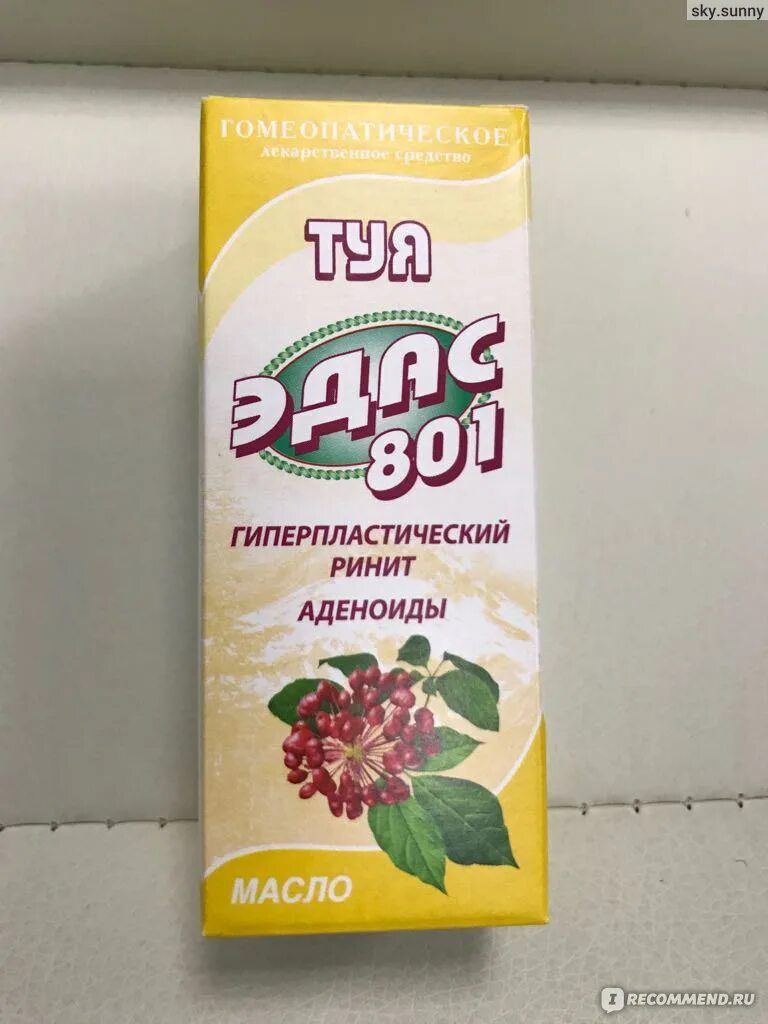 sky.sunny
ГОМЕОПАТИЧЕСКОЕ
лекарственное средство
ТУЯ
ЭДАС
801
ГИПЕРПЛАСТИЧЕСКИЙ
РИНИТ
АДЕНОИДЫ
МАСЛО
I RECOMMEND.RU